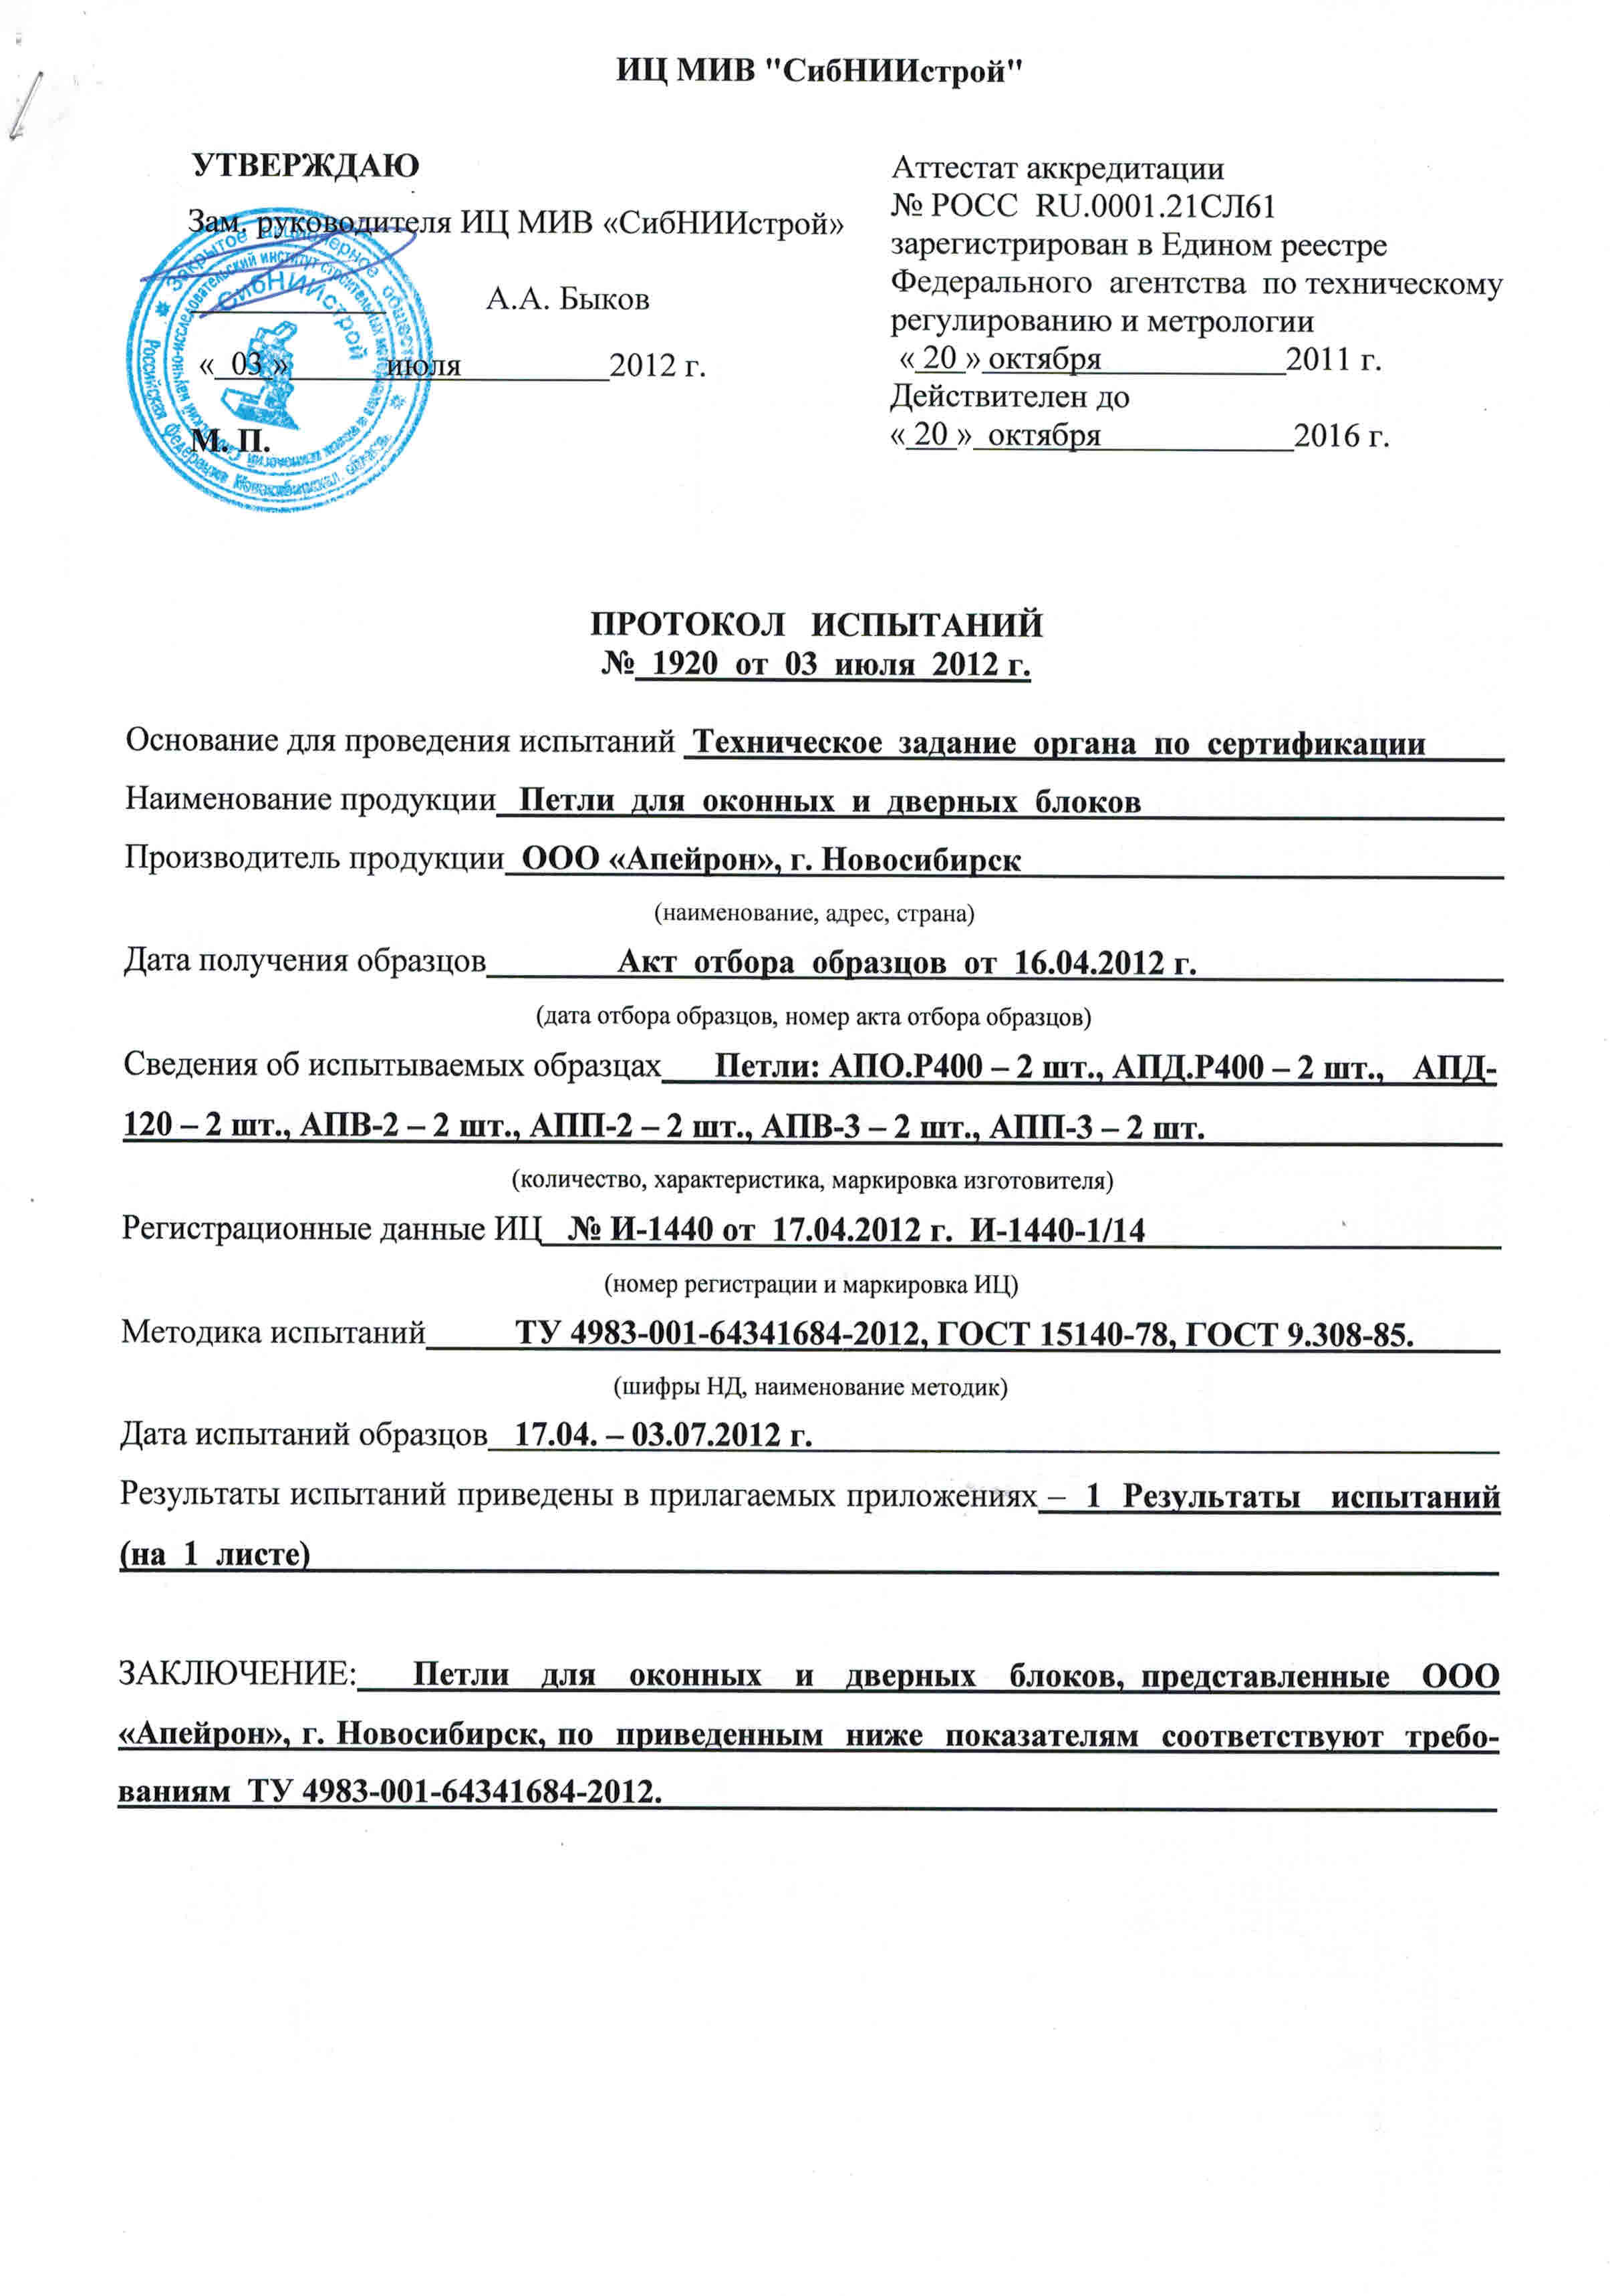 ИЦ МИВ "СибНИИстрой"
УТВЕРЖДАЮ
Зам. руководителя ИЦ МИВ «СибНИИстрой»
А.А. Быков
« 03 » июля 2012 г.
М. П.
Закрытое акционерное общество
СибНИИстрой
Российская Федерация Новосибирская область
Аттестат аккредитации
№ РОСС RU.0001.21СЛ61
зарегистрирован в Едином реестре
Федерального агентства по техническому
регулированию и метрологии
« 20 » октября 2011 г.
Действителен до
« 20 » октября 2016 г.
ПРОТОКОЛ ИСПЫТАНИЙ
№ 1920 от 03 июля 2012 г.
Основание для проведения испытаний Техническое задание органа по сертификации
Наименование продукции Петли для оконных и дверных блоков
Производитель продукции ООО «Апейрон», г. Новосибирск
(наименование, адрес, страна)
Дата получения образцов Акт отбора образцов от 16.04.2012 г.
(дата отбора образцов, номер акта отбора образцов)
Сведения об испытываемых образцах Петли: АПО.Р400 – 2 шт., АПД.Р400 – 2 шт., АПД-
120 – 2 шт., АПВ-2 – 2 шт., АПП-2 – 2 шт., АПВ-3 – 2 шт., АПП-3 – 2 шт.
(количество, характеристика, маркировка изготовителя)
Регистрационные данные ИЦ № И-1440 от 17.04.2012 г. И-1440-1/14
(номер регистрации и маркировка ИЦ)
Методика испытаний ТУ 4983-001-64341684-2012, ГОСТ 15140-78, ГОСТ 9.308-85.
(шифры НД, наименование методик)
Дата испытаний образцов 17.04. – 03.07.2012 г.
Результаты испытаний приведены в прилагаемых приложениях – 1 Результаты испытаний
(на 1 листе)
ЗАКЛЮЧЕНИЕ: Петли для оконных и дверных блоков, представленные ООО
«Апейрон», г. Новосибирск, по приведенным ниже показателям соответствуют требо-
ваниям ТУ 4983-001-64341684-2012.